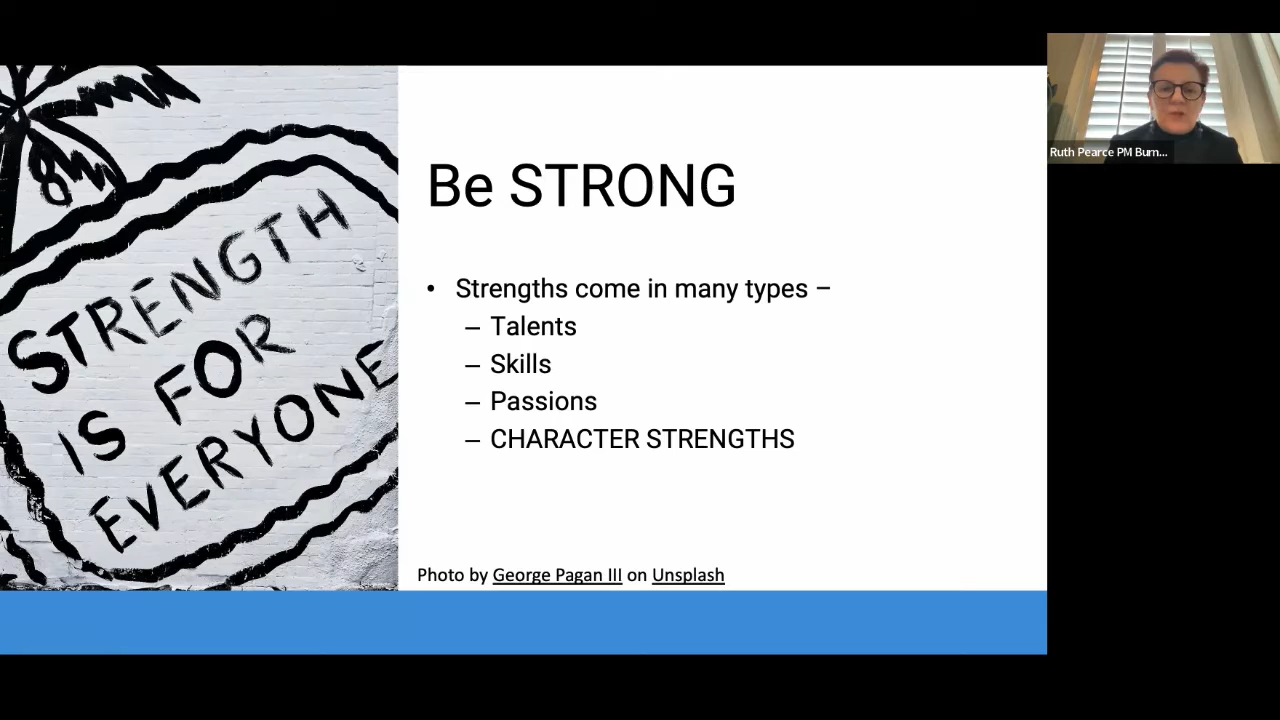 STRENGTH
IS FOR
EVERYONE
Be STRONG
• Strengths come in many types –
– Talents
– Skills
– Passions
– CHARACTER STRENGTHS
Photo by George Pagan III on Unsplash
Ruth Pearce PM Bum...